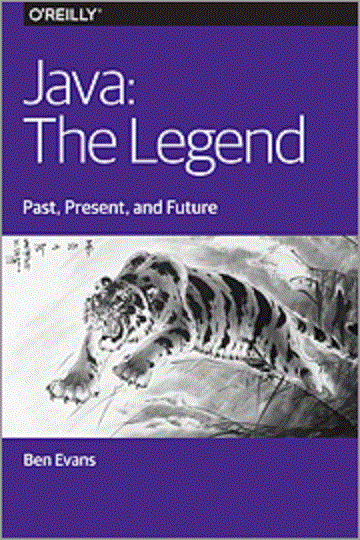 O'REILLY®
Java:
The Legend
Past, Present, and Future
Ben Evans